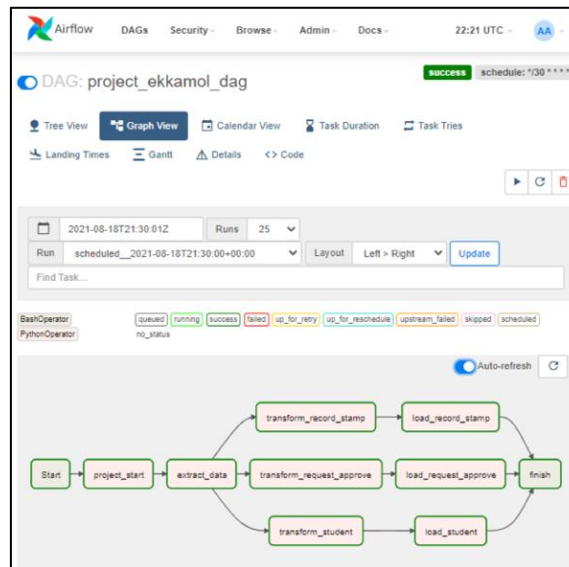 Airflow DAGs Security Browse Admin Docs 22:21 UTC AA
DAG: project_ekkamol_dag success schedule: */30 * * * *
Tree View Graph View Calendar View Task Duration Task Tries
Landing Times Gantt Details <> Code
2021-08-18T21:30:01Z Runs 25
Run scheduled__2021-08-18T21:30:00+00:00 Layout Left > Right Update
Find Task...
BashOperator queued running success failed up_for_retry up_for_reschedule upstream_failed skipped scheduled
PythonOperator no_status
Auto-refresh
transform_record_stamp load_record_stamp
Start project_start extract_data transform_request_approve load_request_approve finish
transform_student load_student